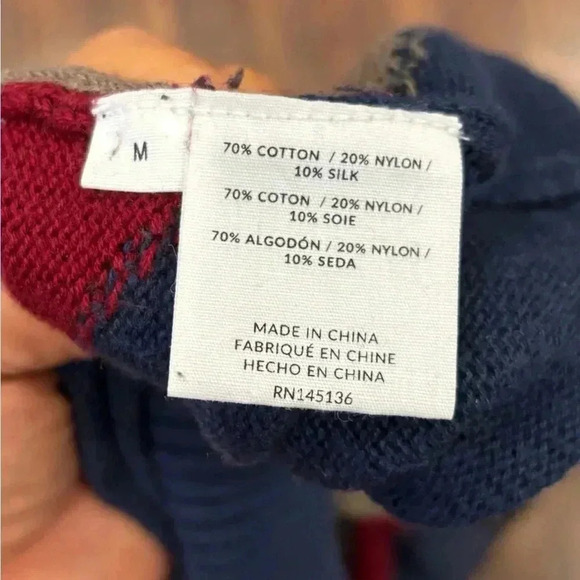 M
70% COTTON / 20% NYLON /
10% SILK
70% COTON / 20% NYLON /
10% SOIE
70% ALGODÓN / 20% NYLON /
10% SEDA
MADE IN CHINA
FABRIQUÉ EN CHINE
HECHO EN CHINA
RN145136